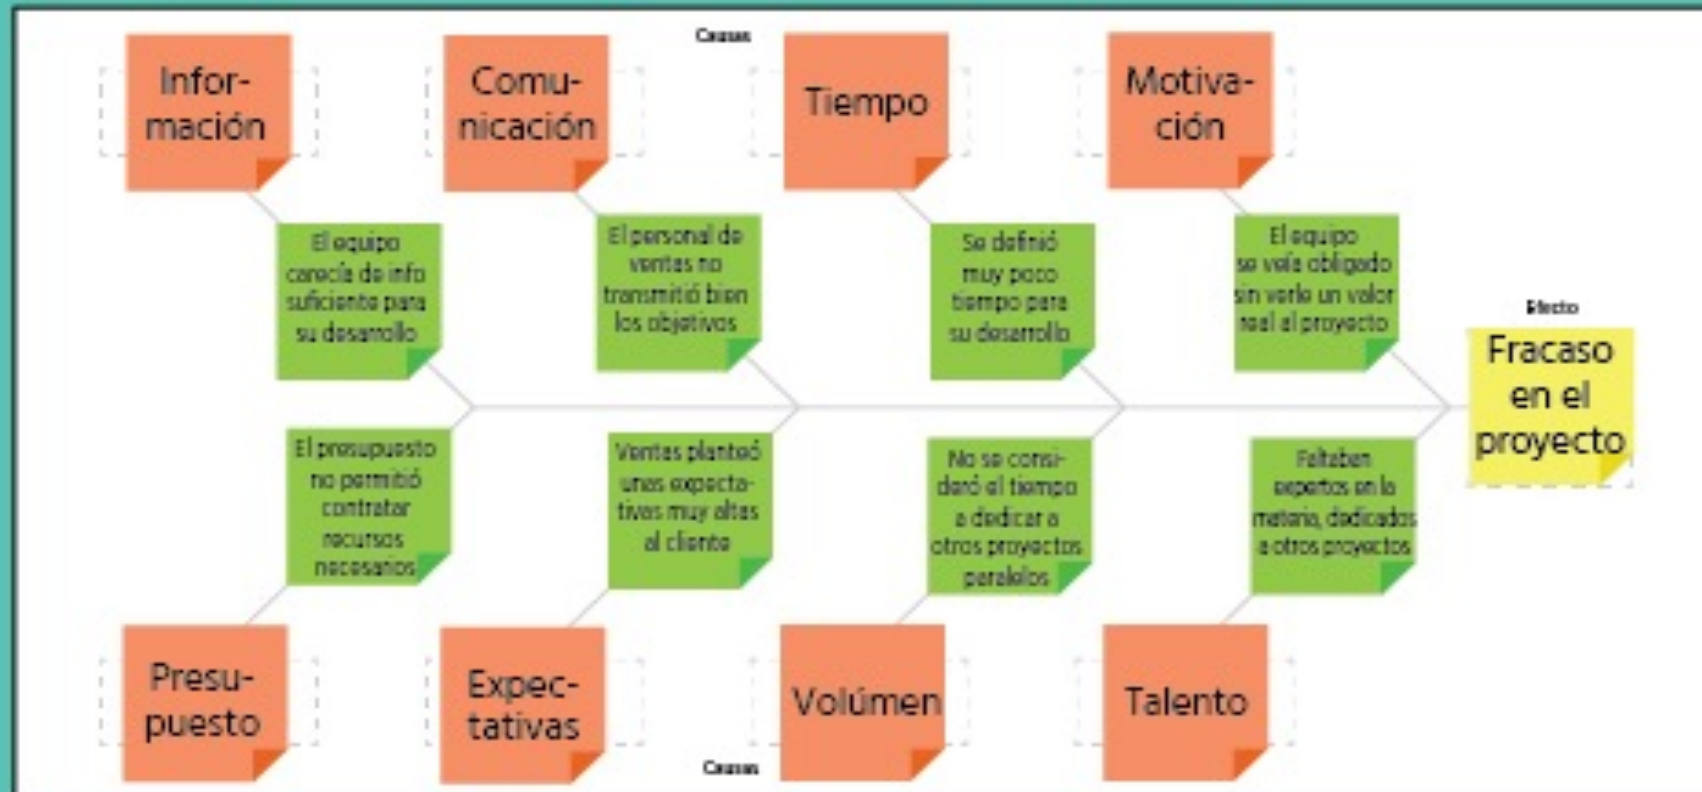 Causas
Infor-
mación
Comu-
nicación
Tiempo
Motiva-
ción
El equipo
carecía de info
suficiente para
su desarrollo
El personal de
ventas no
transmitió bien
los objetivos
Se definió
muy poco
tiempo para
su desarrollo
El equipo
se veía obligado
sin verle un valor
real al proyecto
Efecto
Fracaso
en el
proyecto
El presupuesto
no permitió
contratar
recursos
necesarios
Ventas planteó
unas expecta-
tivas muy altas
al cliente
No se consi-
deró el tiempo
a dedicar a
otros proyectos
paralelos
Faltaban
expertos en la
materia, dedicados
a otros proyectos
Presu-
puesto
Expec-
tativas
Volúmen
Talento
Causas